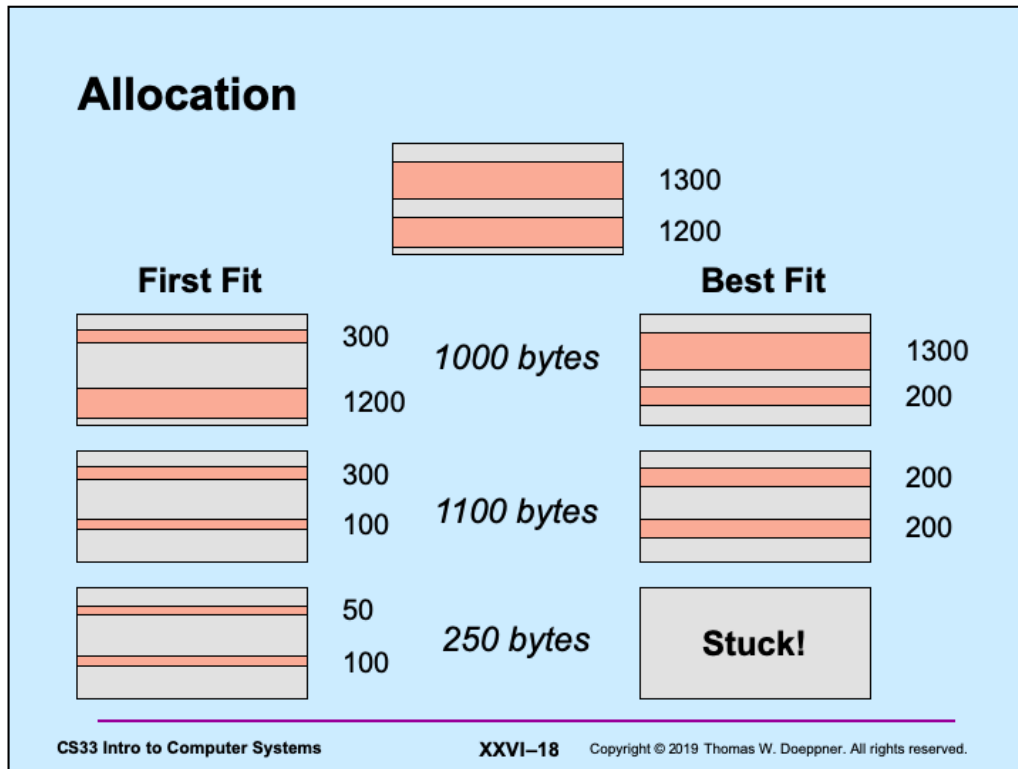 Allocation
1300
1200
First Fit
Best Fit
300
1000 bytes
1300
1200
200
300
1100 bytes
200
100
200
50
250 bytes
Stuck!
100
CS33 Intro to Computer Systems
XXVI–18
Copyright © 2019 Thomas W. Doeppner. All rights reserved.